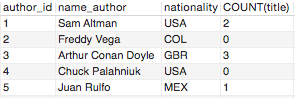 author_id name_author nationality COUNT(title)
1 Sam Altman USA 2
2 Freddy Vega COL 0
3 Arthur Conan Doyle GBR 3
4 Chuck Palahniuk USA 0
5 Juan Rulfo MEX 1